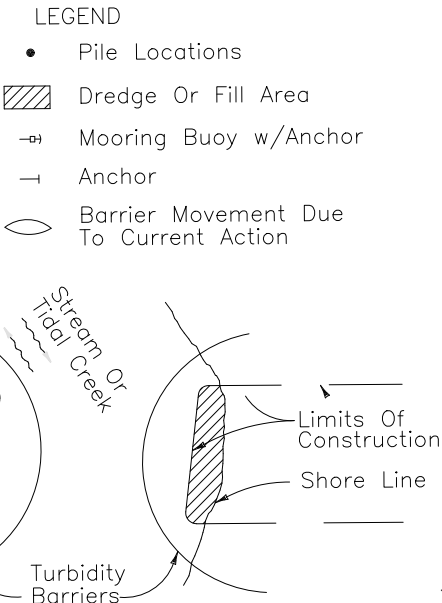 LEGEND
Pile Locations
Dredge Or Fill Area
Mooring Buoy w/Anchor
Anchor
Barrier Movement Due
To Current Action
Stream Or
Tidal Creek
Limits Of
Construction
Shore Line
Turbidity
Barriers